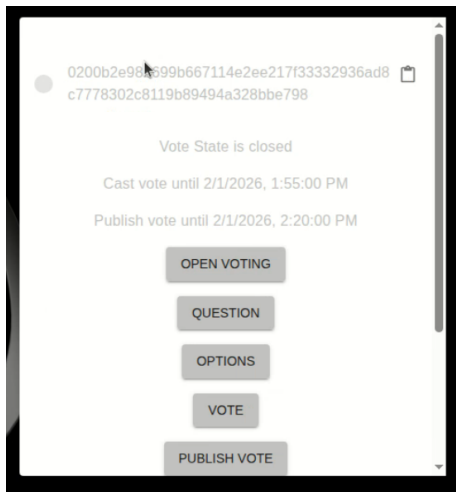 c7778302c8119b89494a328bbe798
Vote State is closed
Cast vote until 2/1/2026, 1:55:00 PM
Publish vote until 2/1/2026, 2:20:00 PM
OPEN VOTING
QUESTION
OPTIONS
VOTE
PUBLISH VOTE